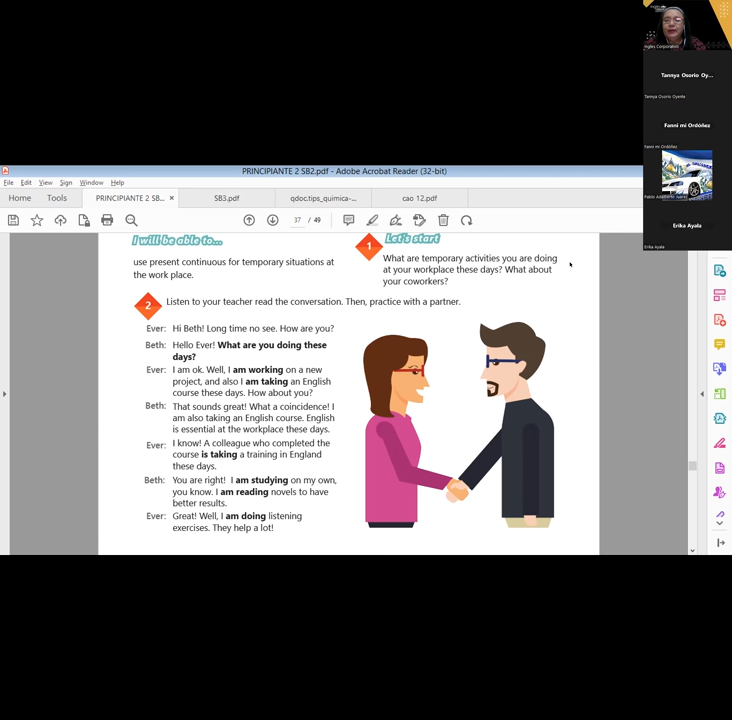 PRINCIPIANTE 2 SB2.pdf - Adobe Acrobat Reader (32-bit)
File Edit View Sign Window Help
Home Tools PRINCIPIANTE 2 SB... × SB3.pdf qdoc.tips_quimica-... cao 12.pdf
37 / 49
I will be able to...
use present continuous for temporary situations at
the work place.
1 Let's start
What are temporary activities you are doing
at your workplace these days? What about
your coworkers?
2 Listen to your teacher read the conversation. Then, practice with a partner.
Ever: Hi Beth! Long time no see. How are you?
Beth: Hello Ever! What are you doing these
days?
Ever: I am ok. Well, I am working on a new
project, and also I am taking an English
course these days. How about you?
Beth: That sounds great! What a coincidence! I
am also taking an English course. English
is essential at the workplace these days.
Ever: I know! A colleague who completed the
course is taking a training in England
these days.
Beth: You are right! I am studying on my own,
you know. I am reading novels to have
better results.
Ever: Great! Well, I am doing listening
exercises. They help a lot!
Ingles Corporativo
Tannya Osorio Oy...
Tannya Osorio Oyente
Fanni mi Ordóñez
Fanni mi Ordóñez
Erika Ayala
Erika Ayala